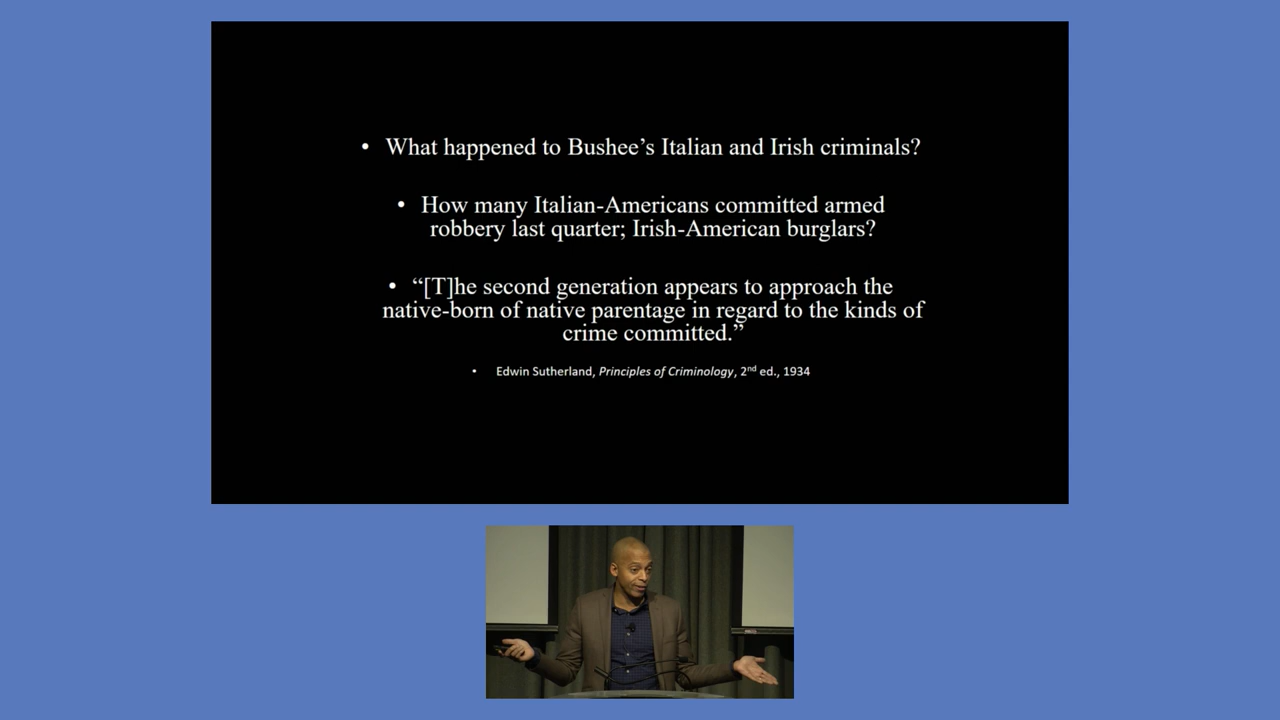 • What happened to Bushee’s Italian and Irish criminals?
• How many Italian-Americans committed armed
robbery last quarter; Irish-American burglars?
• “[T]he second generation appears to approach the
native-born of native parentage in regard to the kinds of
crime committed.”
• Edwin Sutherland, Principles of Criminology, 2nd ed., 1934